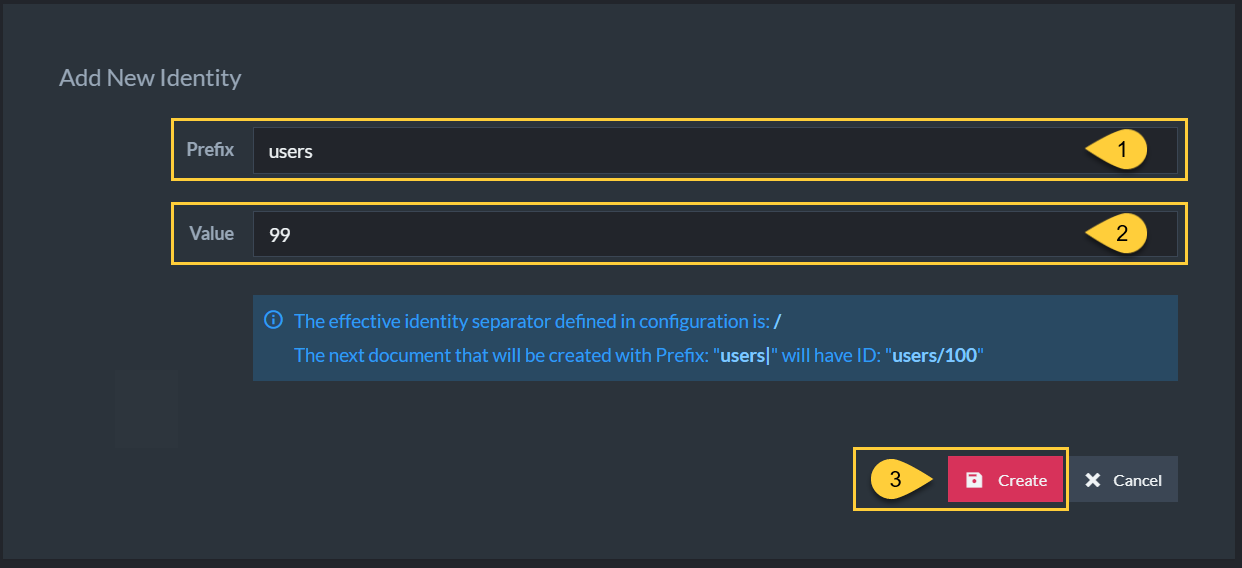 Add New Identity
Prefix users 1
Value 99 2
The effective identity separator defined in configuration is: /
The next document that will be created with Prefix: "users|" will have ID: "users/100"
3 Create Cancel